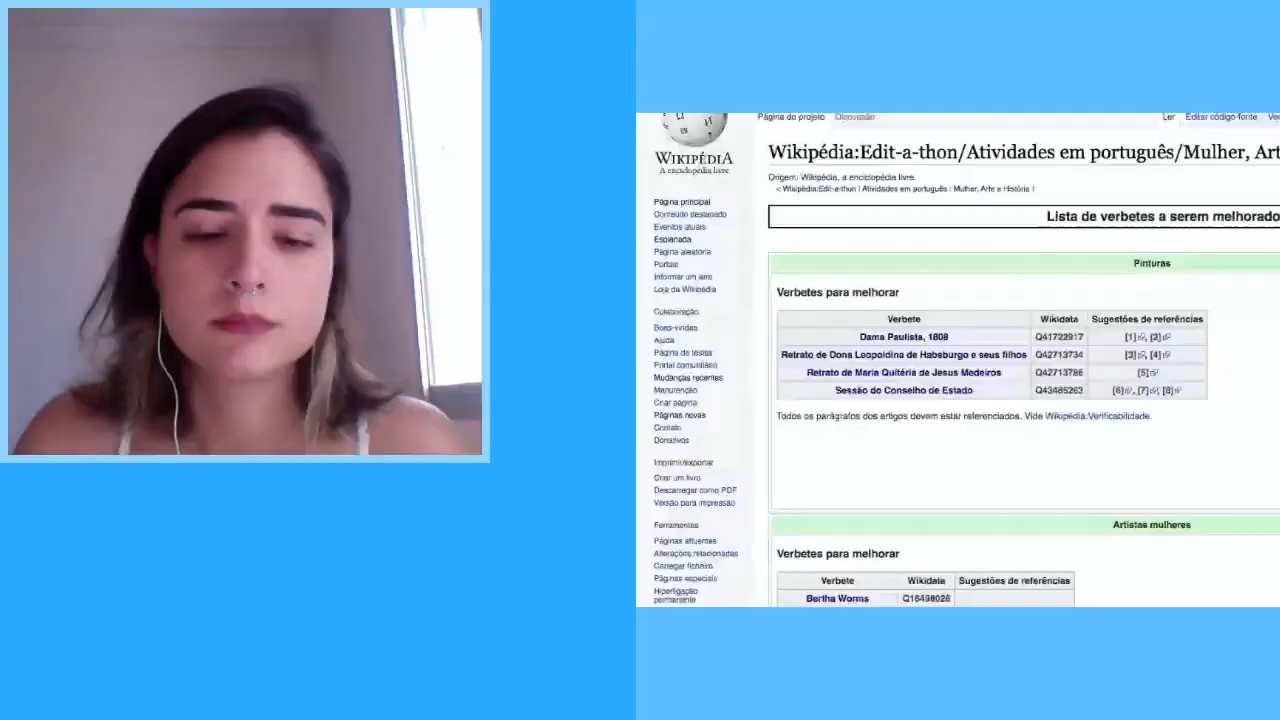 Página do projeto Discussão Ler Editar código-fonte
WIKIPÉDIA
A enciclopédia livre
Wikipédia:Edit-a-thon/Atividades em português/Mulher, Art
Origem: Wikipédia, a enciclopédia livre.
< Wikipédia:Edit-a-thon | Atividades em português | Mulher, Arte e História |
Lista de verbetes a serem melhorado
Página principal
Conteúdo destacado
Eventos atuais
Esplanada
Página aleatória
Portais
Informar um erro
Loja da Wikipédia
Colaboração
Boas-vindas
Ajuda
Página de testes
Portal comunitário
Mudanças recentes
Manutenção
Criar página
Páginas novas
Contato
Donativos
Imprimir/exportar
Criar um livro
Descarregar como PDF
Versão para impressão
Ferramentas
Páginas afluentes
Alterações relacionadas
Carregar ficheiro
Páginas especiais
Hiperligação
permanente
Pinturas
Verbetes para melhorar
Verbete Wikidata Sugestões de referências
Dama Paulista, 1808 Q41722917 [1], [2]
Retrato de Dona Leopoldina de Habsburgo e seus filhos Q42713734 [3], [4]
Retrato de Maria Quitéria de Jesus Medeiros Q42713786 [5]
Sessão do Conselho de Estado Q43485263 [6], [7], [8]
Todos os parágrafos dos artigos devem estar referenciados. Vide Wikipédia:Verificabilidade.
Artistas mulheres
Verbetes para melhorar
Verbete Wikidata Sugestões de referências
Bertha Worms Q16498026